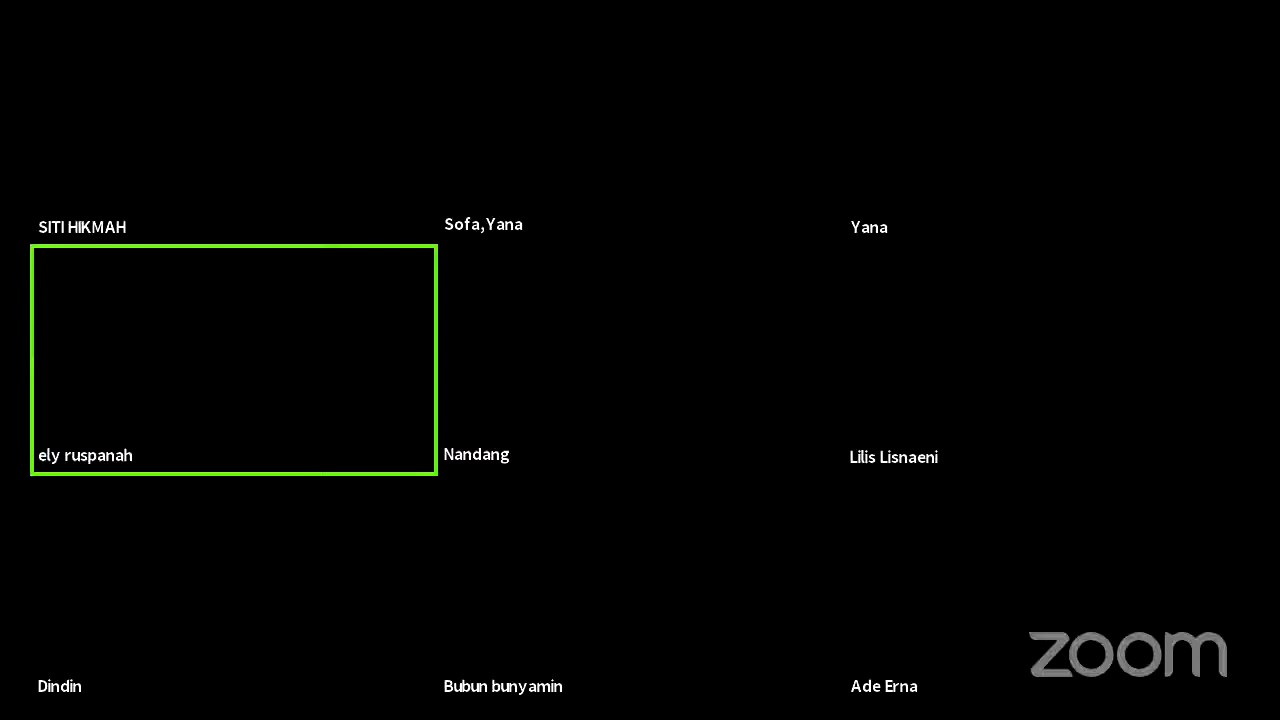 SITI HIKMAH
Sofa,Yana
Yana
ely ruspanah
Nandang
Lilis Lisnaeni
Dindin
Bubun bunyamin
Ade Erna
zoom